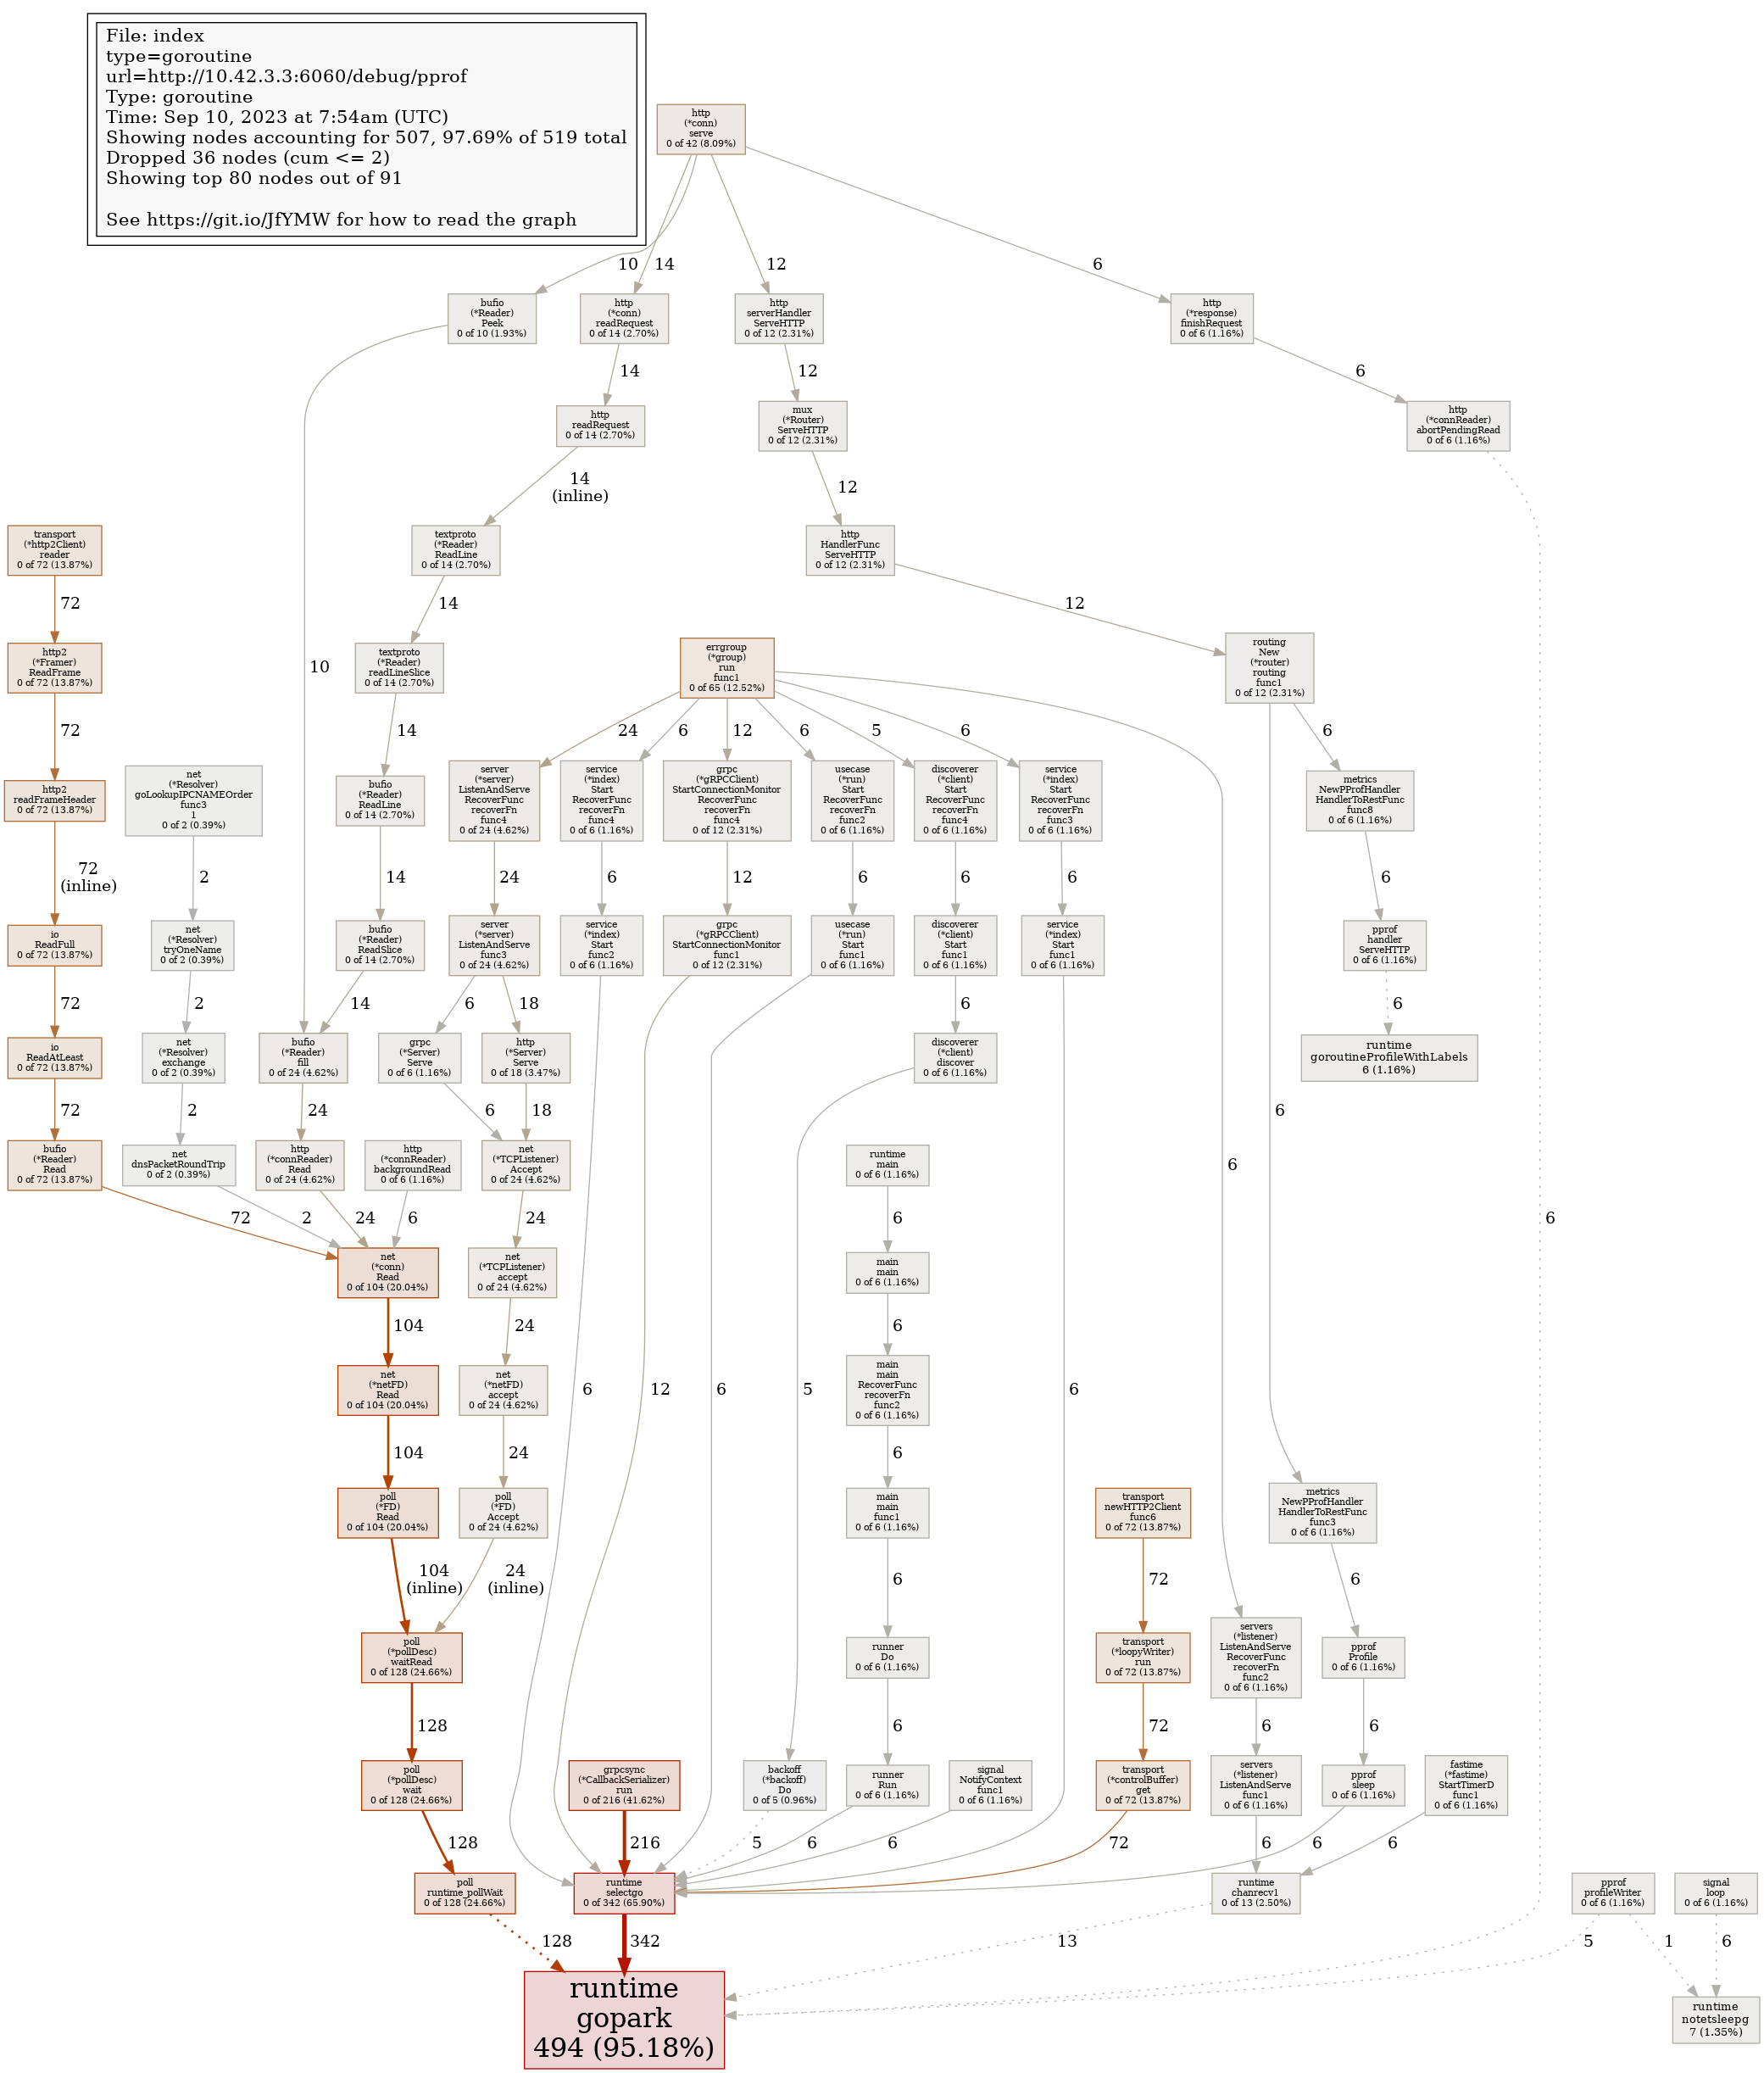 File: index
type=goroutine
url=http://10.42.3.3:6060/debug/pprof
Type: goroutine
Time: Sep 10, 2023 at 7:54am (UTC)
Showing nodes accounting for 507, 97.69% of 519 total
Dropped 36 nodes (cum <= 2)
Showing top 80 nodes out of 91
See https://git.io/JfYMW for how to read the graph
http
(*conn)
serve
0 of 42 (8.09%)
10
14
12
6
bufio
(*Reader)
Peek
0 of 10 (1.93%)
http
(*conn)
readRequest
0 of 14 (2.70%)
http
serverHandler
ServeHTTP
0 of 12 (2.31%)
http
(*response)
finishRequest
0 of 6 (1.16%)
14
12
6
http
readRequest
0 of 14 (2.70%)
mux
(*Router)
ServeHTTP
0 of 12 (2.31%)
http
(*connReader)
abortPendingRead
0 of 6 (1.16%)
14
(inline)
12
transport
(*http2Client)
reader
0 of 72 (13.87%)
textproto
(*Reader)
ReadLine
0 of 14 (2.70%)
http
HandlerFunc
ServeHTTP
0 of 12 (2.31%)
72
14
12
http2
(*Framer)
ReadFrame
0 of 72 (13.87%)
10
textproto
(*Reader)
readLineSlice
0 of 14 (2.70%)
errgroup
(*group)
run
func1
0 of 65 (12.52%)
routing
New
(*router)
routing
func1
0 of 12 (2.31%)
72
14
24
6
12
6
5
6
6
http2
readFrameHeader
0 of 72 (13.87%)
net
(*Resolver)
goLookupIPCNAMEOrder
func3
1
0 of 2 (0.39%)
bufio
(*Reader)
ReadLine
0 of 14 (2.70%)
server
(*server)
ListenAndServe
RecoverFunc
recoverFn
func4
0 of 24 (4.62%)
service
(*index)
Start
RecoverFunc
recoverFn
func4
0 of 6 (1.16%)
grpc
(*gRPCClient)
StartConnectionMonitor
RecoverFunc
recoverFn
func4
0 of 12 (2.31%)
usecase
(*run)
Start
RecoverFunc
recoverFn
func2
0 of 6 (1.16%)
discoverer
(*client)
Start
RecoverFunc
recoverFn
func4
0 of 6 (1.16%)
service
(*index)
Start
RecoverFunc
recoverFn
func3
0 of 6 (1.16%)
metrics
NewPProfHandler
HandlerToRestFunc
func8
0 of 6 (1.16%)
72
(inline)
2
14
24
6
12
6
6
6
6
io
ReadFull
0 of 72 (13.87%)
net
(*Resolver)
tryOneName
0 of 2 (0.39%)
bufio
(*Reader)
ReadSlice
0 of 14 (2.70%)
server
(*server)
ListenAndServe
func3
0 of 24 (4.62%)
service
(*index)
Start
func2
0 of 6 (1.16%)
grpc
(*gRPCClient)
StartConnectionMonitor
func1
0 of 12 (2.31%)
usecase
(*run)
Start
func1
0 of 6 (1.16%)
discoverer
(*client)
Start
func1
0 of 6 (1.16%)
service
(*index)
Start
func1
0 of 6 (1.16%)
pprof
handler
ServeHTTP
0 of 6 (1.16%)
72
2
14
6
18
6
6
io
ReadAtLeast
0 of 72 (13.87%)
net
(*Resolver)
exchange
0 of 2 (0.39%)
bufio
(*Reader)
fill
0 of 24 (4.62%)
grpc
(*Server)
Serve
0 of 6 (1.16%)
http
(*Server)
Serve
0 of 18 (3.47%)
discoverer
(*client)
discover
0 of 6 (1.16%)
runtime
goroutineProfileWithLabels
6 (1.16%)
72
2
24
6
18
6
bufio
(*Reader)
Read
0 of 72 (13.87%)
net
dnsPacketRoundTrip
0 of 2 (0.39%)
http
(*connReader)
Read
0 of 24 (4.62%)
http
(*connReader)
backgroundRead
0 of 6 (1.16%)
net
(*TCPListener)
Accept
0 of 24 (4.62%)
runtime
main
0 of 6 (1.16%)
6
72
2
24
6
24
6
6
net
(*conn)
Read
0 of 104 (20.04%)
net
(*TCPListener)
accept
0 of 24 (4.62%)
main
main
0 of 6 (1.16%)
104
24
6
net
(*netFD)
Read
0 of 104 (20.04%)
net
(*netFD)
accept
0 of 24 (4.62%)
6
12
6
5
main
main
RecoverFunc
recoverFn
func2
0 of 6 (1.16%)
6
104
24
6
poll
(*FD)
Read
0 of 104 (20.04%)
poll
(*FD)
Accept
0 of 24 (4.62%)
main
main
func1
0 of 6 (1.16%)
transport
newHTTP2Client
func6
0 of 72 (13.87%)
metrics
NewPProfHandler
HandlerToRestFunc
func3
0 of 6 (1.16%)
104
(inline)
24
(inline)
6
72
6
poll
(*pollDesc)
waitRead
0 of 128 (24.66%)
runner
Do
0 of 6 (1.16%)
transport
(*loopyWriter)
run
0 of 72 (13.87%)
servers
(*listener)
ListenAndServe
RecoverFunc
recoverFn
func2
0 of 6 (1.16%)
pprof
Profile
0 of 6 (1.16%)
128
6
72
6
6
poll
(*pollDesc)
wait
0 of 128 (24.66%)
grpcsync
(*CallbackSerializer)
run
0 of 216 (41.62%)
backoff
(*backoff)
Do
0 of 5 (0.96%)
runner
Run
0 of 6 (1.16%)
signal
NotifyContext
func1
0 of 6 (1.16%)
transport
(*controlBuffer)
get
0 of 72 (13.87%)
servers
(*listener)
ListenAndServe
func1
0 of 6 (1.16%)
pprof
sleep
0 of 6 (1.16%)
fastime
(*fastime)
StartTimerD
func1
0 of 6 (1.16%)
128
216
5
6
6
72
6
6
6
poll
runtime_pollWait
0 of 128 (24.66%)
runtime
selectgo
0 of 342 (65.90%)
runtime
chanrecv1
0 of 13 (2.50%)
pprof
profileWriter
0 of 6 (1.16%)
signal
loop
0 of 6 (1.16%)
128
342
13
5
1
6
runtime
gopark
494 (95.18%)
runtime
notetsleepg
7 (1.35%)